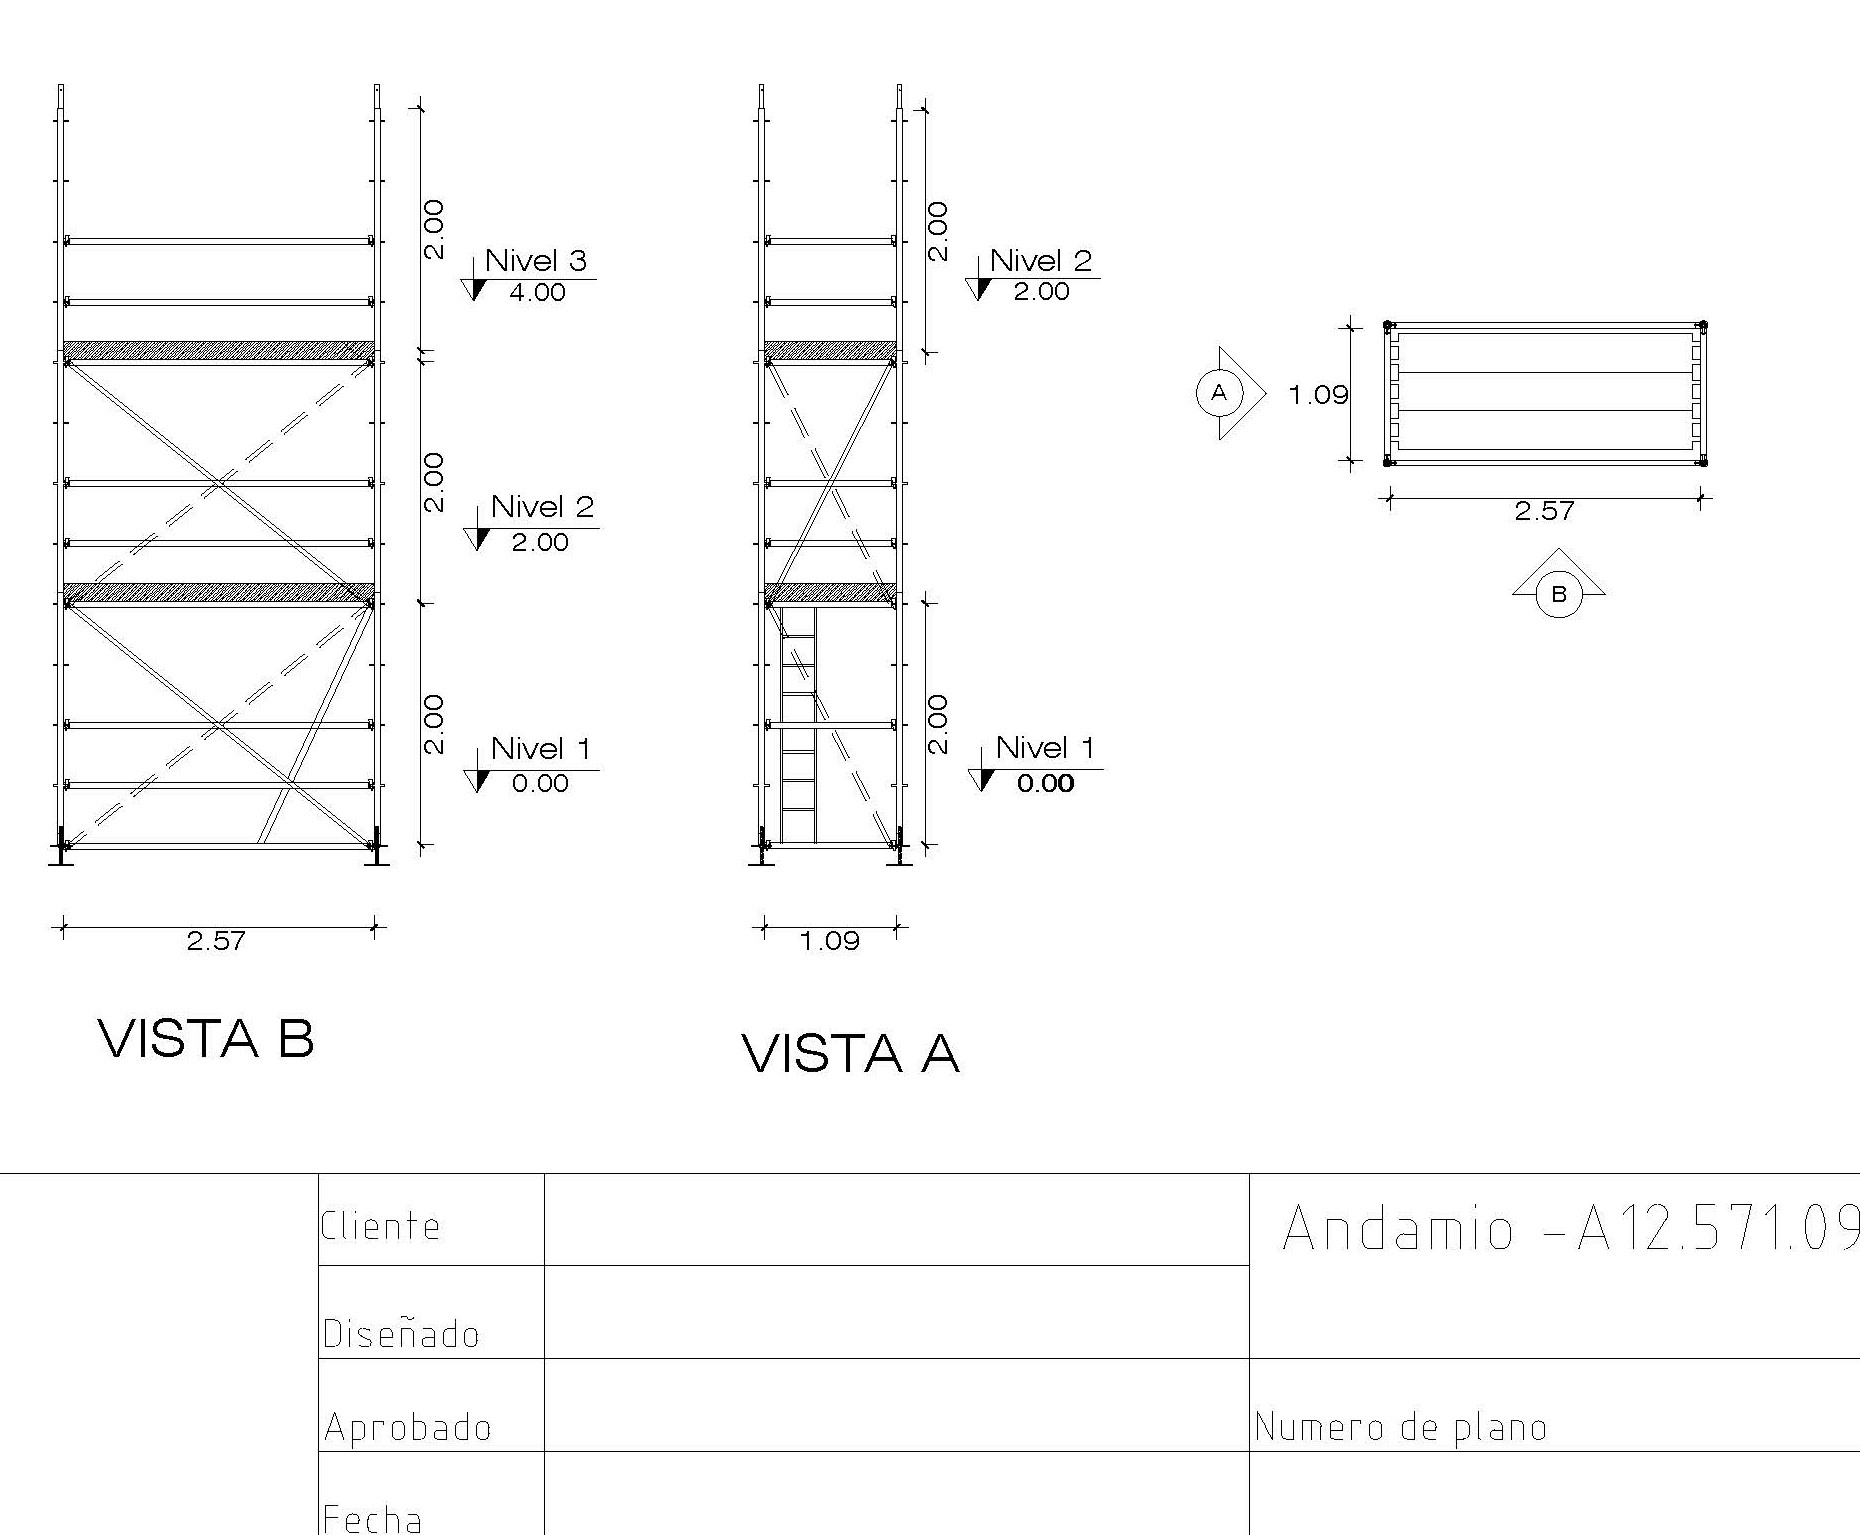 2.00
Nivel 3
4.00
2.00
Nivel 2
2.00
2.00
Nivel 1
0.00
2.57
VISTA B
2.00
Nivel 2
2.00
2.00
Nivel 1
0.00
1.09
VISTA A
A
1.09
2.57
B
Cliente
Diseñado
Aprobado
Fecha
Andamio -A12.571.09
Numero de plano